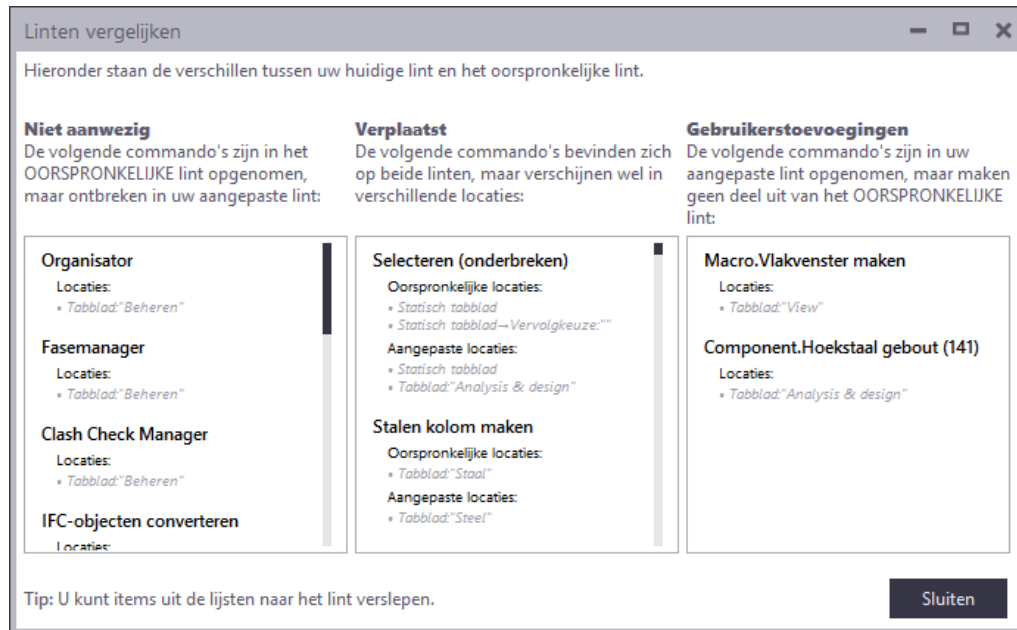 Linten vergelijken
Hieronder staan de verschillen tussen uw huidige lint en het oorspronkelijke lint.
Niet aanwezig
De volgende commando's zijn in het
OORSPRONKELIJKE lint opgenomen,
maar ontbreken in uw aangepaste lint:
Organisator
Locaties:
• Tabblad:"Beheren"
Fasemanager
Locaties:
• Tabblad:"Beheren"
Clash Check Manager
Locaties:
• Tabblad:"Beheren"
IFC-objecten converteren
Locaties:
Verplaatst
De volgende commando's bevinden zich
op beide linten, maar verschijnen wel in
verschillende locaties:
Selecteren (onderbreken)
Oorspronkelijke locaties:
• Statisch tabblad
• Statisch tabblad→Vervolgkeuze:""
Aangepaste locaties:
• Statisch tabblad
• Tabblad:"Analysis & design"
Stalen kolom maken
Oorspronkelijke locaties:
• Tabblad:"Staal"
Aangepaste locaties:
• Tabblad:"Steel"
Gebruikerstoevoegingen
De volgende commando's zijn in uw
aangepaste lint opgenomen, maar maken
geen deel uit van het OORSPRONKELIJKE
lint:
Macro.Vlakvenster maken
Locaties:
• Tabblad:"View"
Component.Hoekstaal gebout (141)
Locaties:
• Tabblad:"Analysis & design"
Tip: U kunt items uit de lijsten naar het lint verslepen.
Sluiten